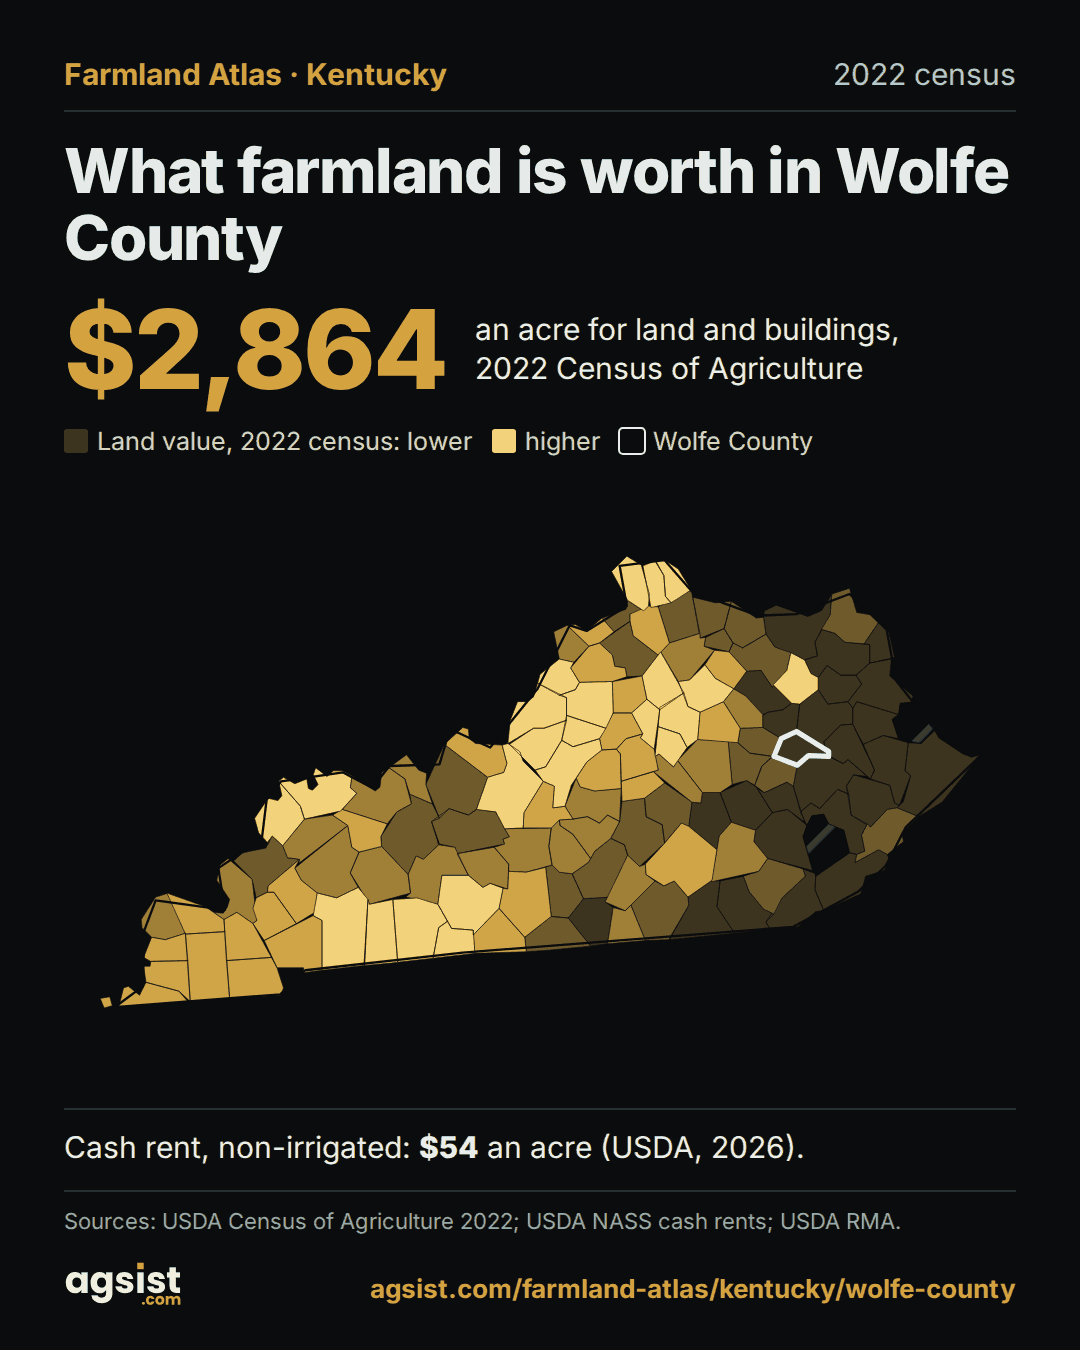 Farmland Atlas · Kentucky
2022 census
What farmland is worth in Wolfe
County
$2,864
an acre for land and buildings,
2022 Census of Agriculture
Land value, 2022 census: lower
higher
Wolfe County
Cash rent, non-irrigated: $54 an acre (USDA, 2026).
Sources: USDA Census of Agriculture 2022; USDA NASS cash rents; USDA RMA.
agsist
.com
agsist.com/farmland-atlas/kentucky/wolfe-county